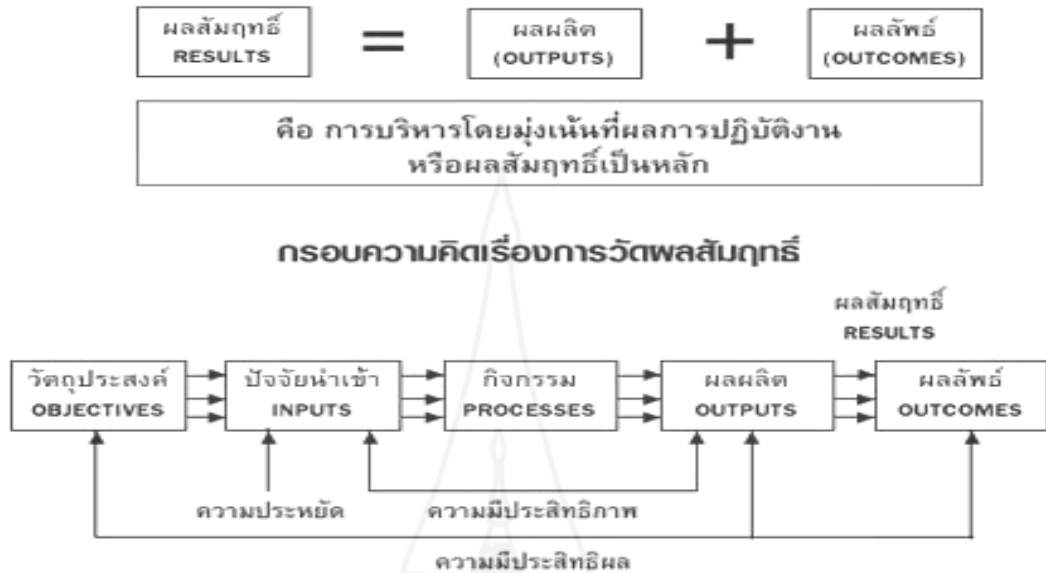 ผลสัมฤทธิ์
RESULTS
=
ผลผลิต
(OUTPUTS)
+
ผลลัพธ์
(OUTCOMES)
คือ การบริหารโดยมุ่งเน้นที่ผลการปฏิบัติงาน
หรือผลสัมฤทธิ์เป็นหลัก
กรอบความคิดเรื่องการวัดผลสัมฤทธิ์
ผลสัมฤทธิ์
RESULTS
วัตถุประสงค์
OBJECTIVES
ปัจจัยนำเข้า
INPUTS
กิจกรรม
PROCESSES
ผลผลิต
OUTPUTS
ผลลัพธ์
OUTCOMES
ความประหยัด
ความมีประสิทธิภาพ
ความมีประสิทธิผล